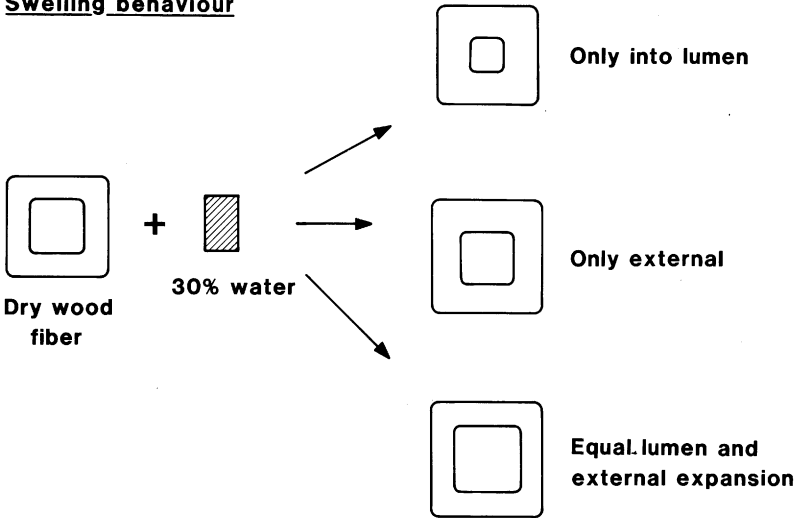 Swelling behaviour
Only into lumen
+
30% water
Dry wood
fiber
Only external
Equal lumen and
external expansion